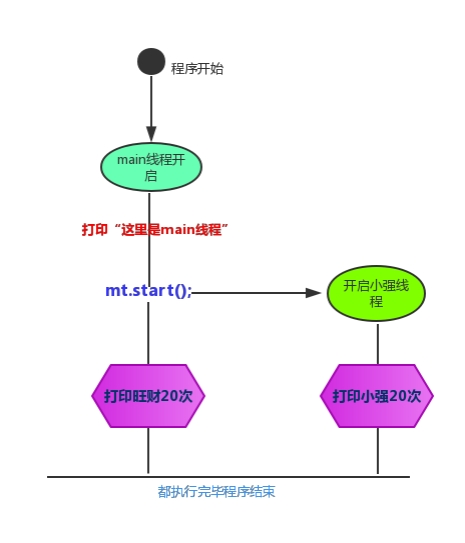 程序开始
main线程开
启
打印“这里是main线程”
mt.start();
开启小强线
程
打印旺财20次
打印小强20次
都执行完毕程序结束